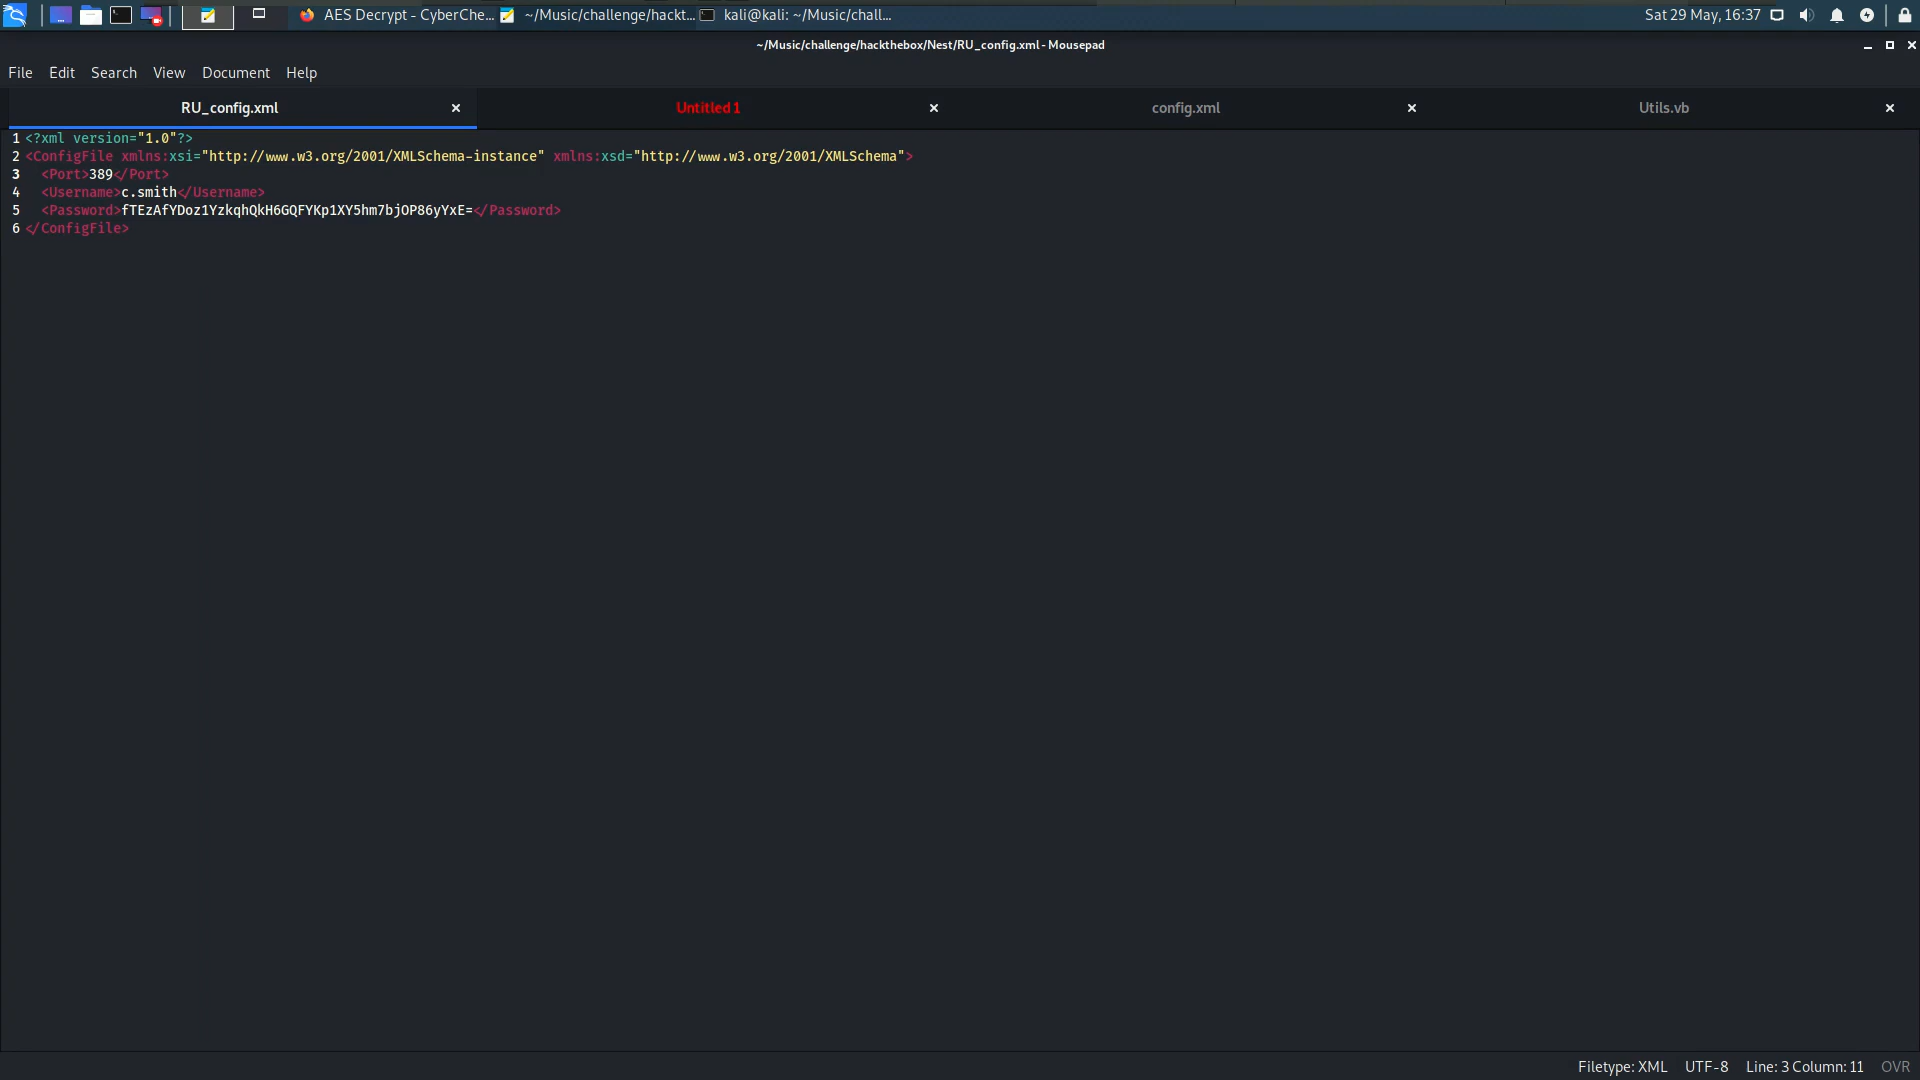 AES Decrypt - CyberChe...
~/Music/challenge/hackt...
kali@kali: ~/Music/chall...
Sat 29 May, 16:37
~/Music/challenge/hackthebox/Nest/RU_config.xml - Mousepad
File Edit Search View Document Help
RU_config.xml
Untitled 1
config.xml
Utils.vb
1 <?xml version="1.0"?>
2 <ConfigFile xmlns:xsi="http://www.w3.org/2001/XMLSchema-instance" xmlns:xsd="http://www.w3.org/2001/XMLSchema">
3   <Port>389</Port>
4   <Username>c.smith</Username>
5   <Password>fTEzAfYDoz1YzkqhQkH6GQFYKp1XY5hm7bjOP86yYxE=</Password>
6 </ConfigFile>
Filetype: XML UTF-8 Line: 3 Column: 11 OVR